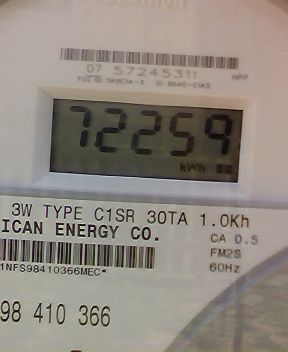 07 57245311 MPP
72259
kWh
3W TYPE C1SR 30TA 1.0Kh
ICAN ENERGY CO.
CA 0.5
FM2S
1NFS98410366MEC*
60Hz
98 410 366